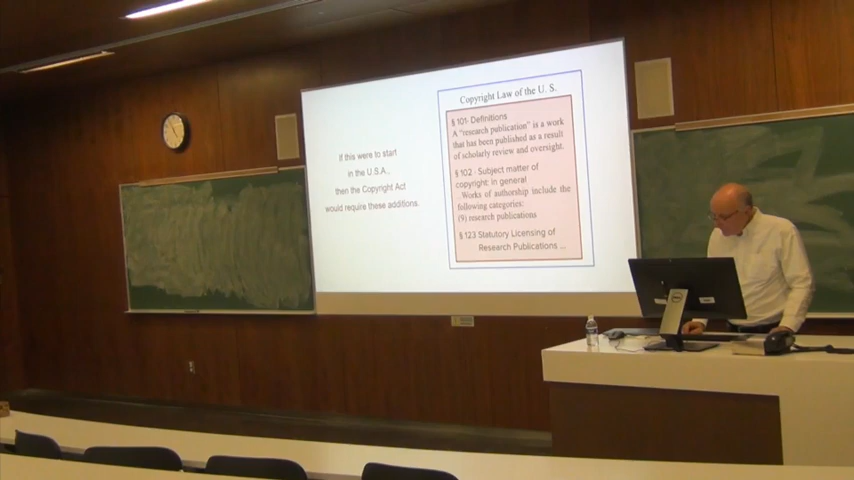 If this were to start
in the U.S.A.,
then the Copyright Act
would require these additions.
Copyright Law of the U. S.
§ 101· Definitions
A "research publication" is a work
that has been published as a result
of scholarly review and oversight.
§ 102 · Subject matter of
copyright: In general
Works of authorship include the
following categories:
(9) research publications
§ 123 Statutory Licensing of
Research Publications ...
DELL